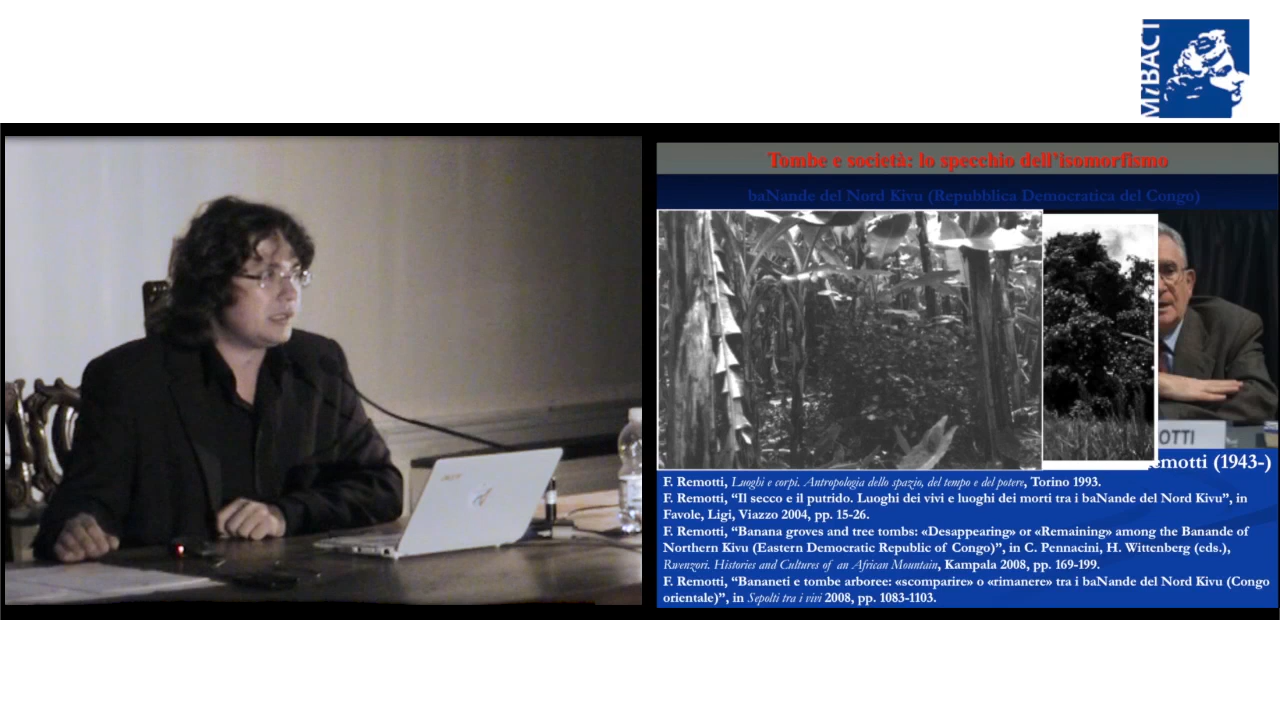 MiBACT
Tombe e società: lo specchio dell'isomorfismo
baNande del Nord Kivu (Repubblica Democratica del Congo)
OTTI
emotti (1943-)
F. Remotti, Luoghi e corpi. Antropologia dello spazio, del tempo e del potere, Torino 1993.
F. Remotti, “Il secco e il putrido. Luoghi dei vivi e luoghi dei morti tra i baNande del Nord Kivu”, in
Favole, Ligi, Viazzo 2004, pp. 15-26.
F. Remotti, “Banana groves and tree tombs: «Desappearing» or «Remaining» among the Banande of
Northern Kivu (Eastern Democratic Republic of Congo)”, in C. Pennacini, H. Wittenberg (eds.),
Rwenzori. Histories and Cultures of an African Mountain, Kampala 2008, pp. 169-199.
F. Remotti, “Bananeti e tombe arboree: «scomparire» o «rimanere» tra i baNande del Nord Kivu (Congo
orientale)”, in Sepolti tra i vivi 2008, pp. 1083-1103.